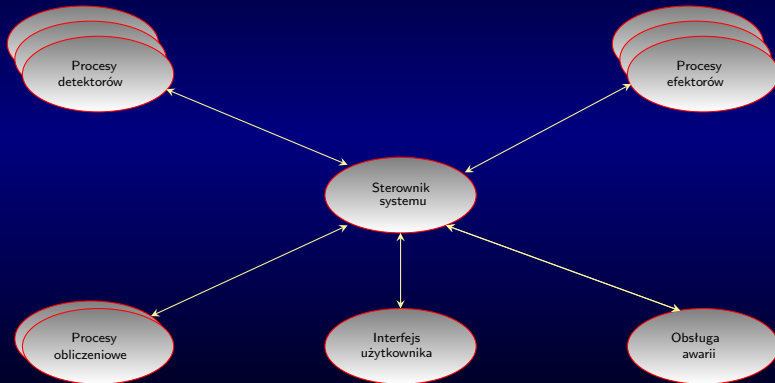 Procesy
detektorów
Procesy
efektorów
Sterownik
systemu
Procesy
obliczeniowe
Interfejs
użytkownika
Obsługa
awarii